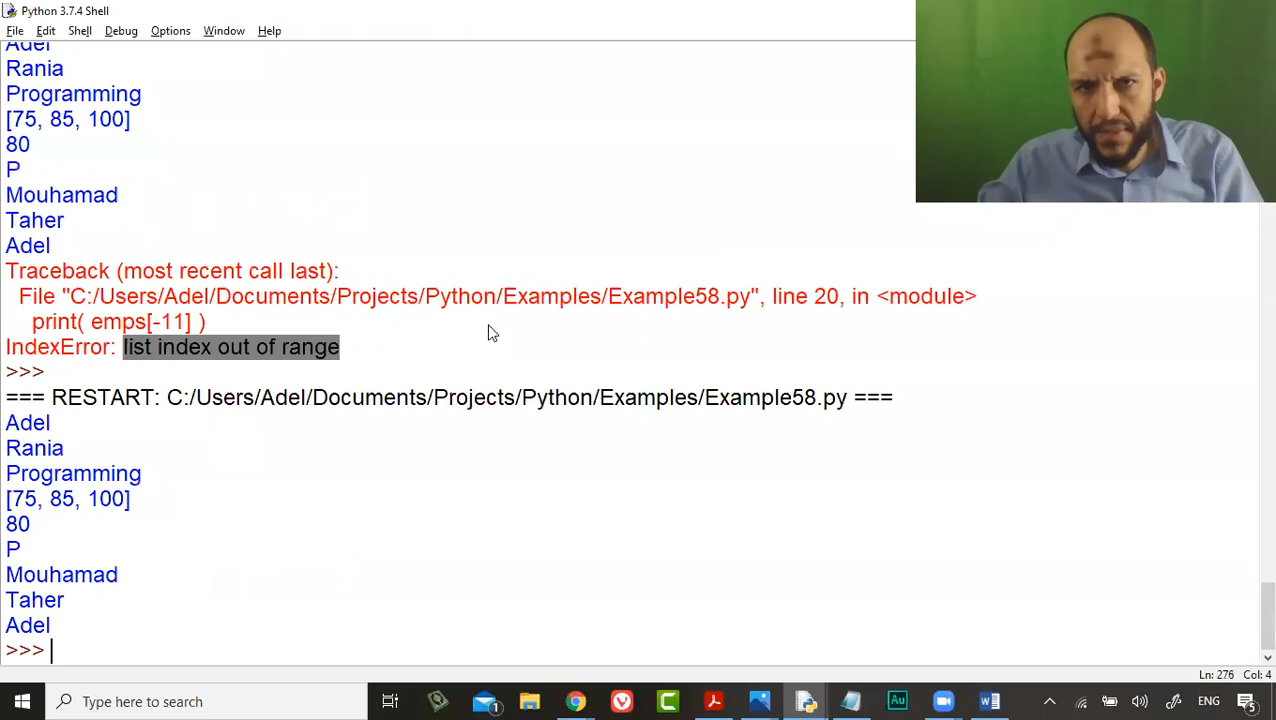 Python 3.7.4 Shell
File Edit Shell Debug Options Window Help
Adel
Rania
Programming
[75, 85, 100]
80
P
Mouhamad
Taher
Adel
Traceback (most recent call last):
File "C:/Users/Adel/Documents/Projects/Python/Examples/Example58.py", line 20, in <module>
print( emps[-11] )
IndexError: list index out of range
>>>
=== RESTART: C:/Users/Adel/Documents/Projects/Python/Examples/Example58.py ===
Adel
Rania
Programming
[75, 85, 100]
80
P
Mouhamad
Taher
Adel
>>>
Ln: 276 Col: 4
Type here to search 1 Au W ENG 5